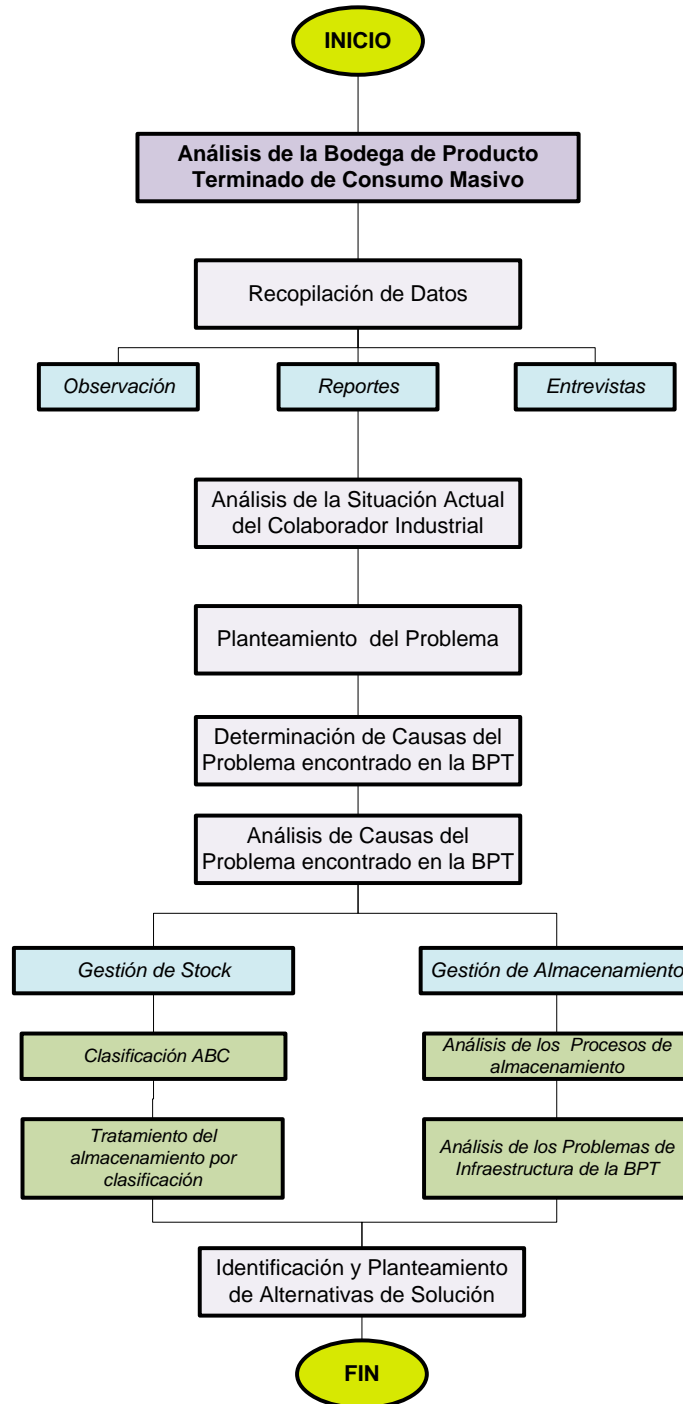 INICIO
Análisis de la Bodega de Producto
Terminado de Consumo Masivo
Recopilación de Datos
Observación
Reportes
Entrevistas
Análisis de la Situación Actual
del Colaborador Industrial
Planteamiento del Problema
Determinación de Causas del
Problema encontrado en la BPT
Análisis de Causas del
Problema encontrado en la BPT
Gestión de Stock
Gestión de Almacenamiento
Clasificación ABC
Análisis de los Procesos de
almacenamiento
Tratamiento del
almacenamiento por
clasificación
Análisis de los Problemas de
Infraestructura de la BPT
Identificación y Planteamiento
de Alternativas de Solución
FIN